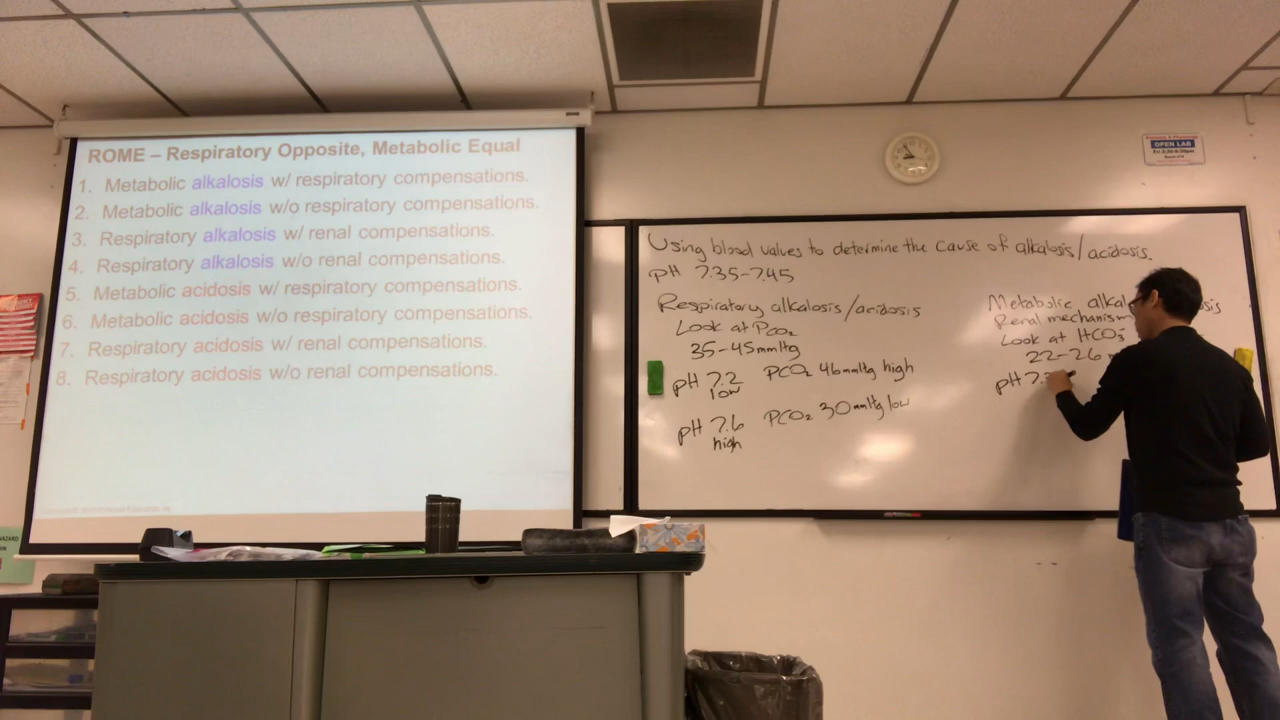 ROME – Respiratory Opposite, Metabolic Equal
1. Metabolic alkalosis w/ respiratory compensations.
2. Metabolic alkalosis w/o respiratory compensations.
3. Respiratory alkalosis w/ renal compensations.
4. Respiratory alkalosis w/o renal compensations.
5. Metabolic acidosis w/ respiratory compensations.
6. Metabolic acidosis w/o respiratory compensations.
7. Respiratory acidosis w/ renal compensations.
8. Respiratory acidosis w/o renal compensations.
Using blood values to determine the cause of alkalosis/acidosis.
pH 7.35-7.45
Respiratory alkalosis/acidosis
Look at PCO2
35-45mmHg
pH 7.2 PCO2 46mmHg high
low
pH 7.6 PCO2 30mmHg low
high
Metabolic
Renal mechanism
Look at HCO3-
22-26
pH
OPEN LAB